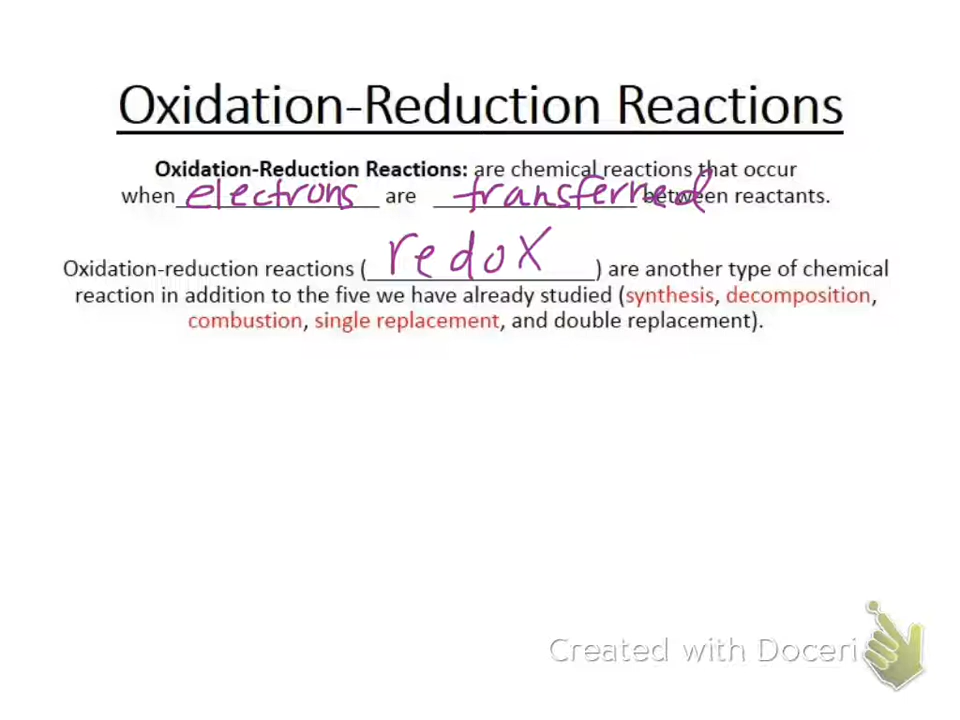 Oxidation-Reduction Reactions
Oxidation-Reduction Reactions: are chemical reactions that occur
when electrons are transferred between reactants.
Oxidation-reduction reactions (redox) are another type of chemical
reaction in addition to the five we have already studied (synthesis, decomposition,
combustion, single replacement, and double replacement).
Created with Doceri